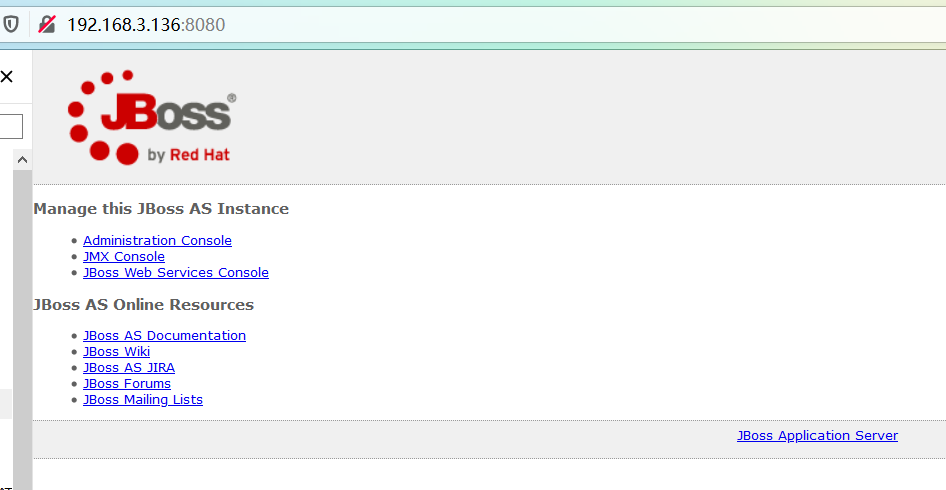 192.168.3.136:8080
JBoss®
by Red Hat
Manage this JBoss AS Instance
Administration Console
JMX Console
JBoss Web Services Console
JBoss AS Online Resources
JBoss AS Documentation
JBoss Wiki
JBoss AS JIRA
JBoss Forums
JBoss Mailing Lists
JBoss Application Server